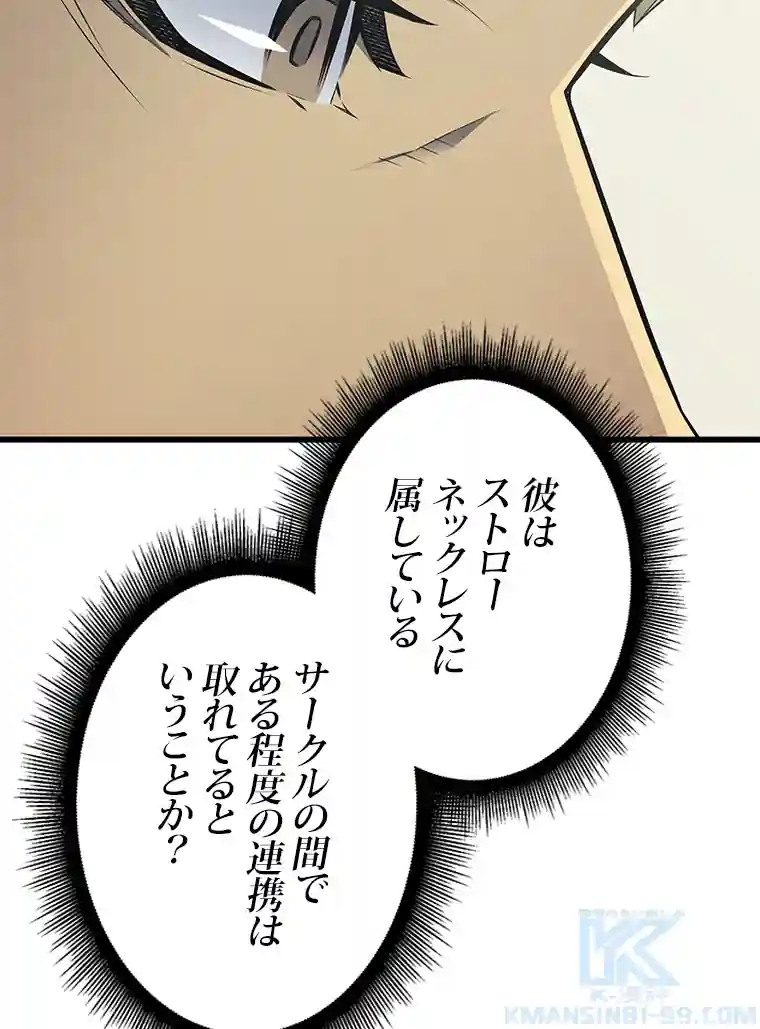 彼は
ストロー
ネックレスに
属している
サークルの間で
ある程度の連携は
取れてると
いうことか？
KMANSINBI-99.COM